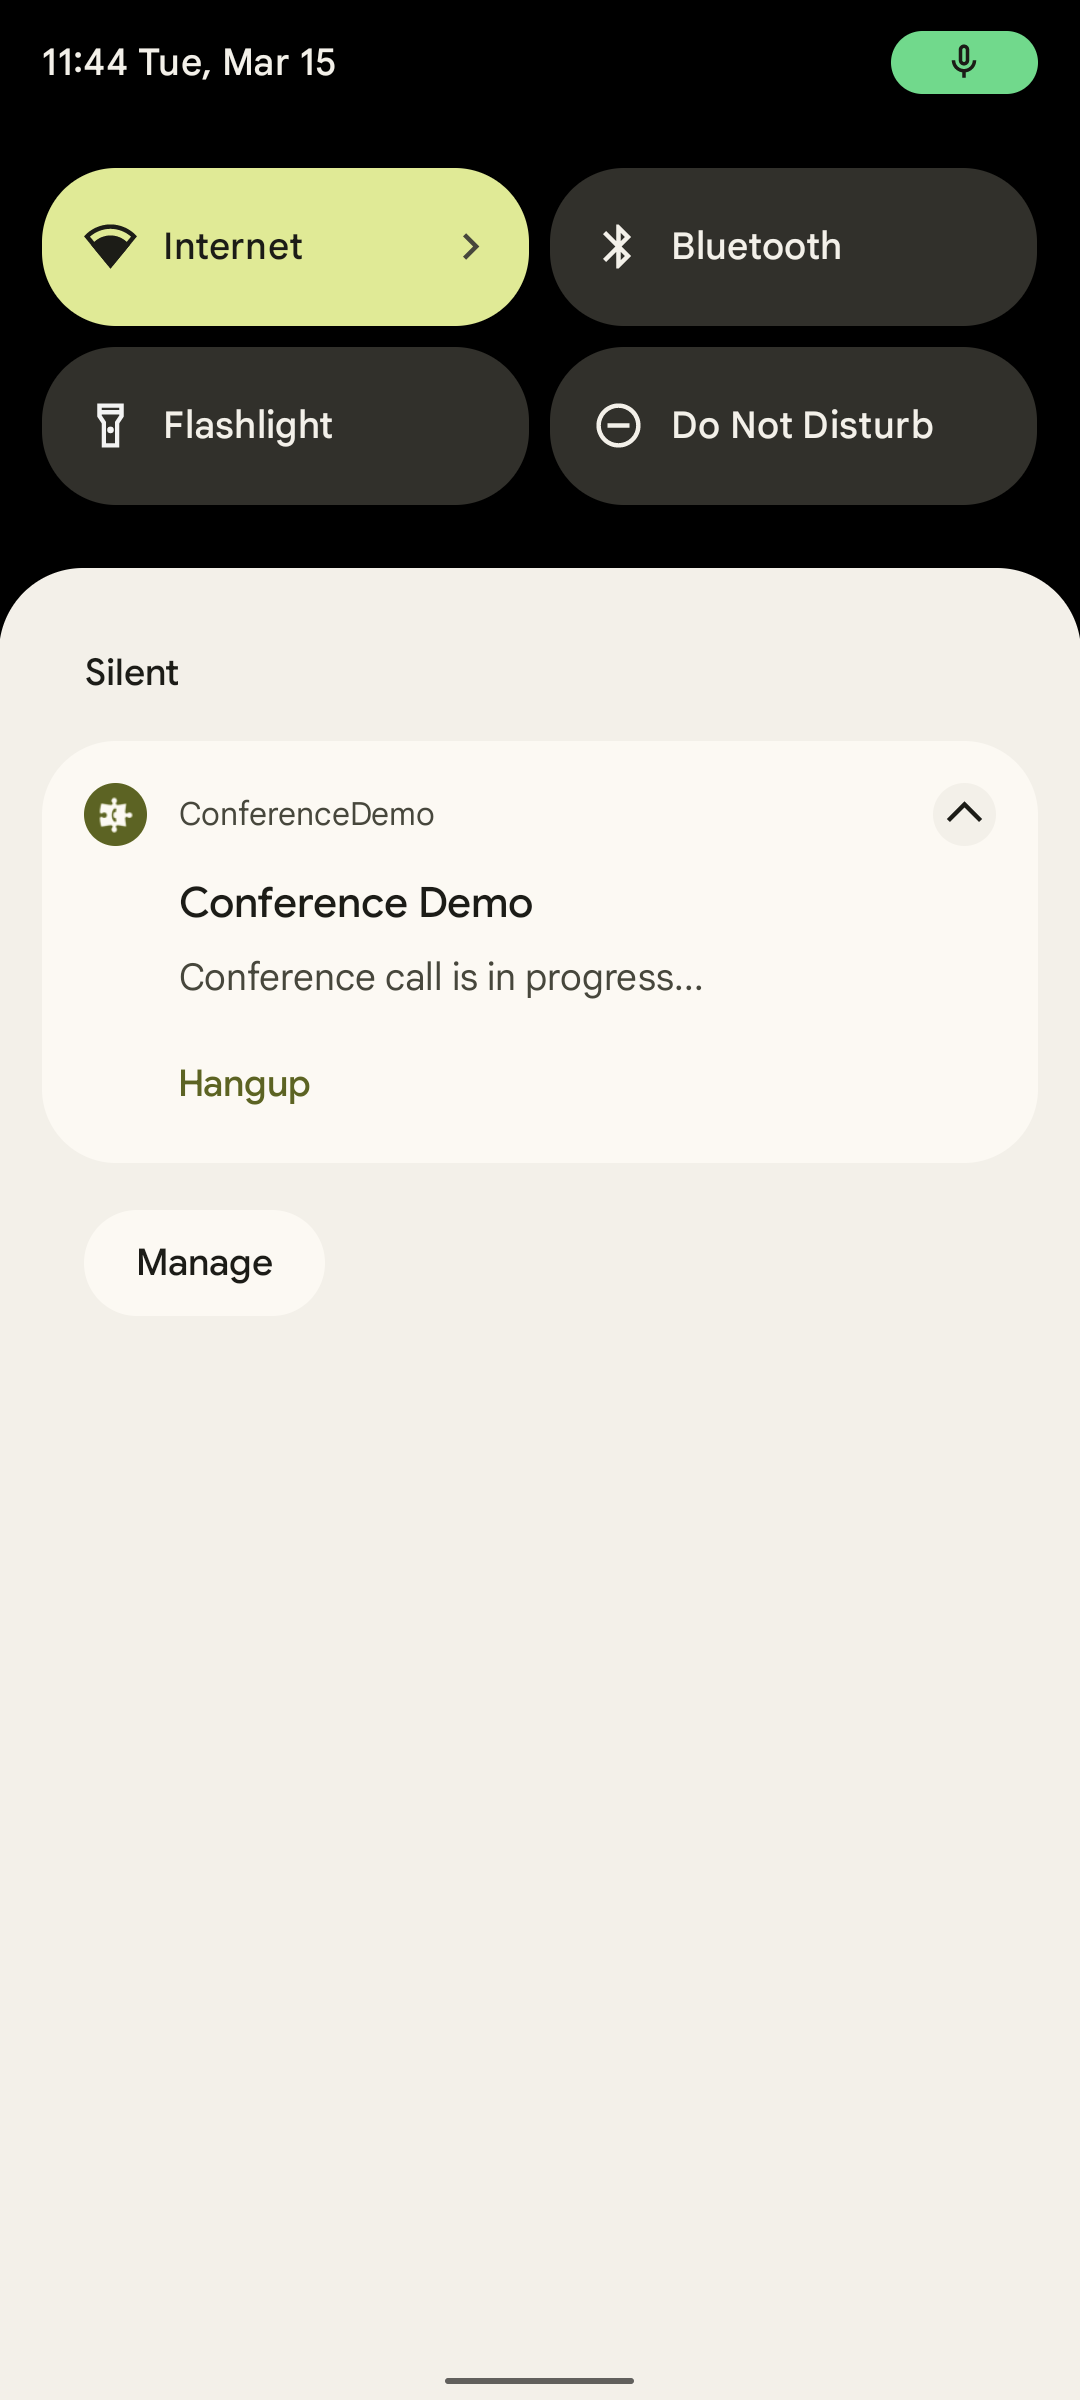 11:44 Tue, Mar 15
Internet
Bluetooth
Flashlight
Do Not Disturb
Silent
ConferenceDemo
Conference Demo
Conference call is in progress...
Hangup
Manage